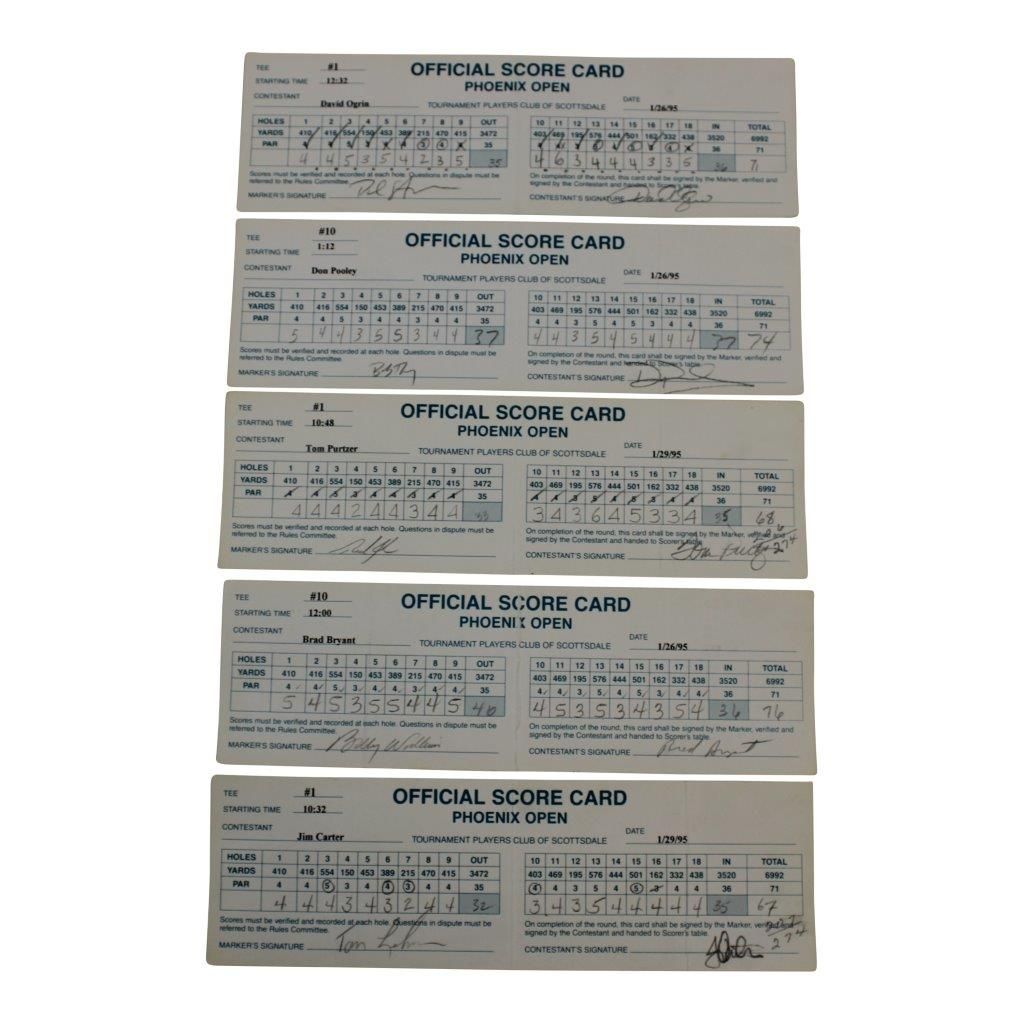 TEE #1 OFFICIAL SCORE CARD
STARTING TIME 12:32 PHOENIX OPEN
CONTESTANT David Ogrin TOURNAMENT PLAYERS CLUB OF SCOTTSDALE DATE 1/26/95
HOLES 1 2 3 4 5 6 7 8 9 OUT 10 11 12 13 14 15 16 17 18 IN TOTAL
YARDS 410 416 554 150 453 389 215 470 415 3472 403 469 195 576 444 501 162 332 438 6992
PAR 35 36 71
4 4 5 3 5 4 2 3 5 35 4 6 3 4 4 4 3 3 5 36 71
Scores must be verified and recorded at each hole. Questions in dispute must be referred to the Rules Committee.
On completion of the round, this card shall be signed by the Marker, verified and signed by the Contestant and handed to Scorer's table.
MARKER'S SIGNATURE CONTESTANT'S SIGNATURE David Ogrin
TEE #10 OFFICIAL SCORE CARD
STARTING TIME 1:12 PHOENIX OPEN
CONTESTANT Don Pooley TOURNAMENT PLAYERS CLUB OF SCOTTSDALE DATE 1/26/95
HOLES 1 2 3 4 5 6 7 8 9 OUT 10 11 12 13 14 15 16 17 18 IN TOTAL
YARDS 410 416 554 150 453 389 215 470 415 3472 403 469 195 576 444 501 162 332 438 3520 6992
PAR 4 4 5 3 4 4 3 4 4 35 4 4 3 5 4 5 3 4 4 36 71
5 4 4 3 5 5 3 4 4 37 4 4 3 5 4 5 4 4 4 37 74
Scores must be verified and recorded at each hole. Questions in dispute must be referred to the Rules Committee.
On completion of the round, this card shall be signed by the Marker, verified and signed by the Contestant and handed to Scorer's table.
MARKER'S SIGNATURE CONTESTANT'S SIGNATURE
TEE #1 OFFICIAL SCORE CARD
STARTING TIME 10:48 PHOENIX OPEN
CONTESTANT Tom Purtzer TOURNAMENT PLAYERS CLUB OF SCOTTSDALE DATE 1/29/95
HOLES 1 2 3 4 5 6 7 8 9 OUT 10 11 12 13 14 15 16 17 18 IN TOTAL
YARDS 410 416 554 150 453 389 215 470 415 3472 403 469 195 576 444 501 162 332 438 3520 6992
PAR 4 4 5 3 4 4 3 4 4 35 4 4 3 5 4 5 3 4 4 36 71
4 4 4 2 4 4 3 4 4 33 3 4 3 6 4 5 3 3 4 35 68
206
274
Scores must be verified and recorded at each hole. Questions in dispute must be referred to the Rules Committee.
On completion of the round, this card shall be signed by the Marker, verified and signed by the Contestant and handed to Scorer's table.
MARKER'S SIGNATURE CONTESTANT'S SIGNATURE Tom
TEE #10 OFFICIAL SCORE CARD
STARTING TIME 12:00 PHOENIX OPEN
CONTESTANT Brad Bryant TOURNAMENT PLAYERS CLUB OF SCOTTSDALE DATE 1/26/95
HOLES 1 2 3 4 5 6 7 8 9 OUT 10 11 12 13 14 15 16 17 18 IN TOTAL
YARDS 410 416 554 150 453 389 215 470 415 3472 403 469 195 576 444 501 162 332 438 3520 6992
PAR 4 4 5 3 4 4 3 4 4 35 4 4 3 5 4 5 3 4 4 36 71
5 4 5 3 5 5 4 4 5 40 4 5 3 5 3 4 3 5 4 36 76
Scores must be verified and recorded at each hole. Questions in dispute must be referred to the Rules Committee.
On completion of the round, this card shall be signed by the Marker, verified and signed by the Contestant and handed to Scorer's table.
MARKER'S SIGNATURE Billy CONTESTANT'S SIGNATURE Brad Bryant
TEE #1 OFFICIAL SCORE CARD
STARTING TIME 10:32 PHOENIX OPEN
CONTESTANT Jim Carter TOURNAMENT PLAYERS CLUB OF SCOTTSDALE DATE 1/29/95
HOLES 1 2 3 4 5 6 7 8 9 OUT 10 11 12 13 14 15 16 17 18 IN TOTAL
YARDS 410 416 554 150 453 389 215 470 415 3472 403 469 195 576 444 501 162 332 438 3520 6992
PAR 4 4 5 3 4 4 3 4 4 35 4 4 3 5 4 5 3 4 4 36 71
4 4 4 3 4 3 2 4 4 32 3 4 3 5 4 4 4 4 4 35 67
207
274
Scores must be verified and recorded at each hole. Questions in dispute must be referred to the Rules Committee.
On completion of the round, this card shall be signed by the Marker, verified and signed by the Contestant and handed to Scorer's table.
MARKER'S SIGNATURE Tom Lehman CONTESTANT'S SIGNATURE